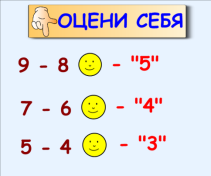 ОЦЕНИ СЕБЯ
9 - 8 - "5"
7 - 6 - "4"
5 - 4 - "3"